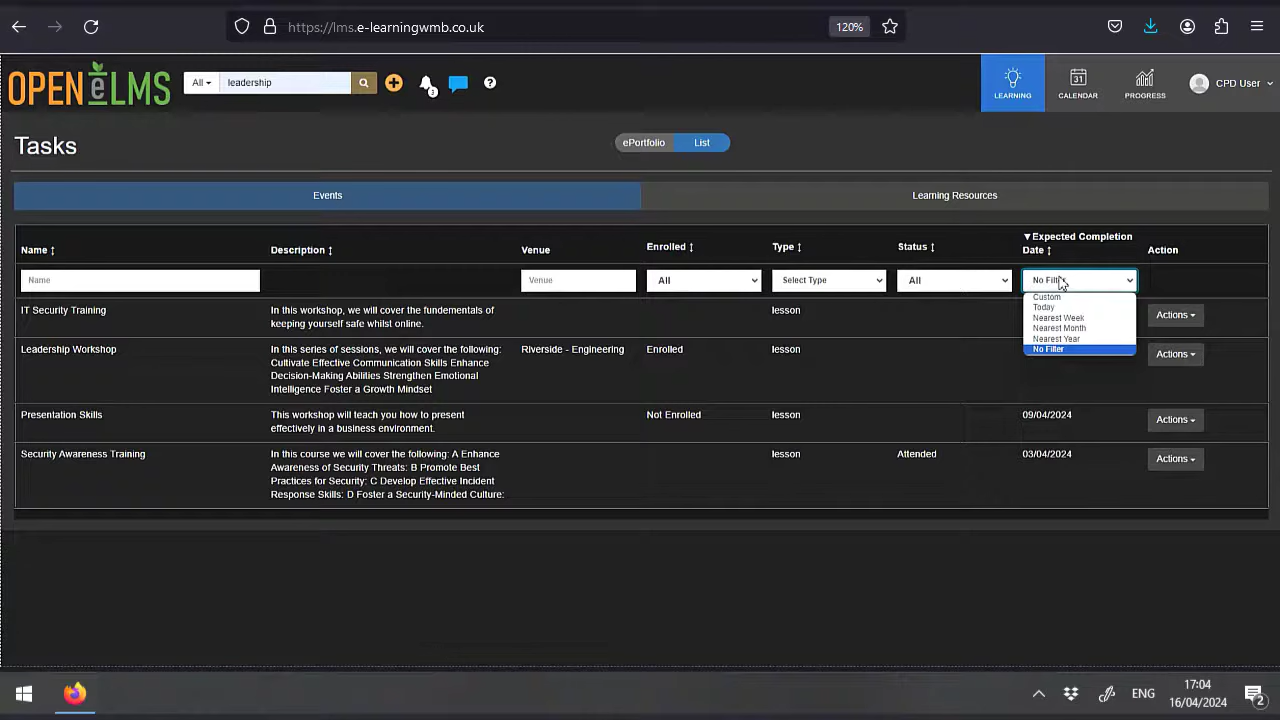 https://lms.e-learningwmb.co.uk
120%
OPEN eLMS
All
leadership
3
LEARNING
31
CALENDAR
PROGRESS
CPD User
Tasks
ePortfolio
List
Events
Learning Resources
Name
Description
Venue
Enrolled
Type
Status
▼Expected Completion
Date
Action
Name
Venue
All
Select Type
All
No Filter
Custom
Today
Nearest Week
Nearest Month
Nearest Year
No Filter
IT Security Training
In this workshop, we will cover the fundementals of
keeping yourself safe whilst online.
lesson
Actions
Leadership Workshop
In this series of sessions, we will cover the following:
Cultivate Effective Communication Skills Enhance
Decision-Making Abilities Strengthen Emotional
Intelligence Foster a Growth Mindset
Riverside - Engineering
Enrolled
lesson
Actions
Presentation Skills
This workshop will teach you how to present
effectively in a business environment.
Not Enrolled
lesson
09/04/2024
Actions
Security Awareness Training
In this course we will cover the following: A Enhance
Awareness of Security Threats: B Promote Best
Practices for Security: C Develop Effective Incident
Response Skills: D Foster a Security-Minded Culture:
lesson
Attended
03/04/2024
Actions
ENG
17:04
16/04/2024
2